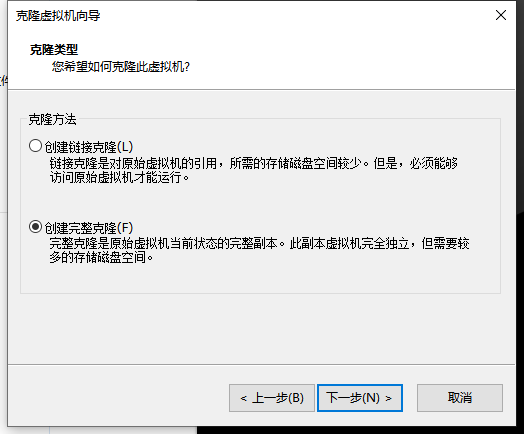 克隆虚拟机向导
克隆类型
您希望如何克隆此虚拟机?
克隆方法
创建链接克隆(L)
链接克隆是对原始虚拟机的引用，所需的存储磁盘空间较少。但是，必须能够
访问原始虚拟机才能运行。
创建完整克隆(F)
完整克隆是原始虚拟机当前状态的完整副本。此副本虚拟机完全独立，但需要较
多的存储磁盘空间。
< 上一步(B)
下一步(N) >
取消